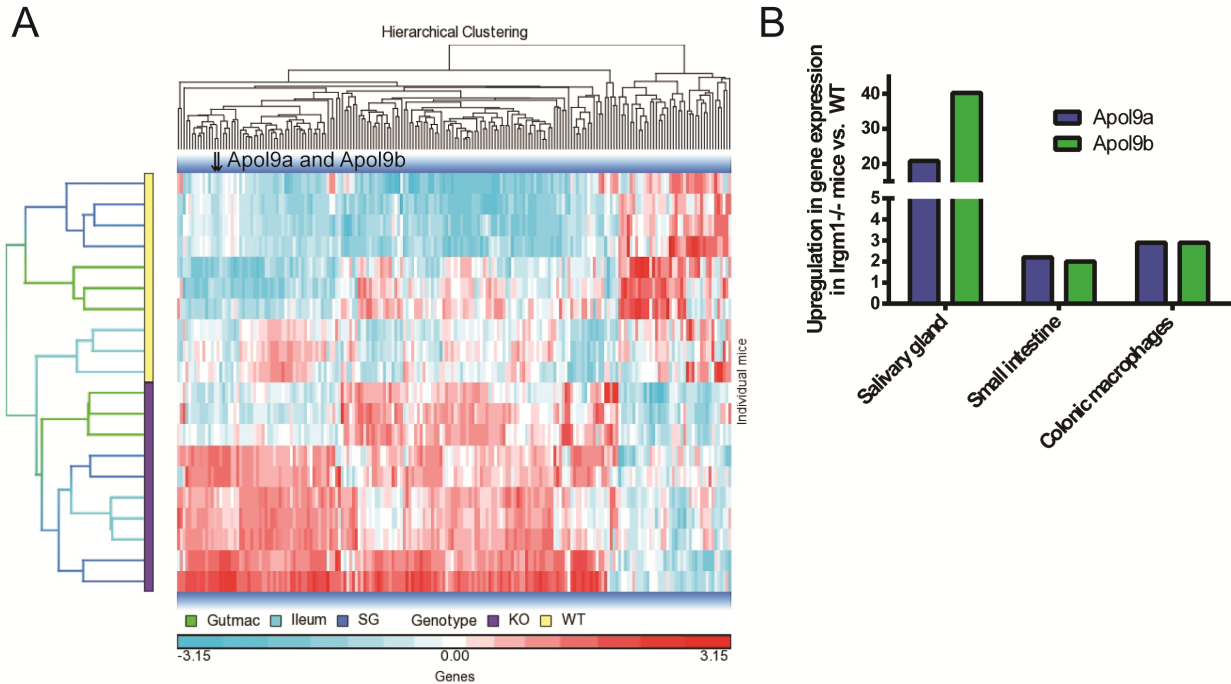 A
Hierarchical Clustering
Apol9a and Apol9b
Individual mice
Gutmac Ileum SG Genotype KO WT
-3.15 0.00 3.15
Genes
B
Upregulation in gene expression
in Irgm1-/- mice vs. WT
40
30
20
5
4
3
2
1
0
Apol9a
Apol9b
Salivary gland
Small intestine
Colonic macrophages